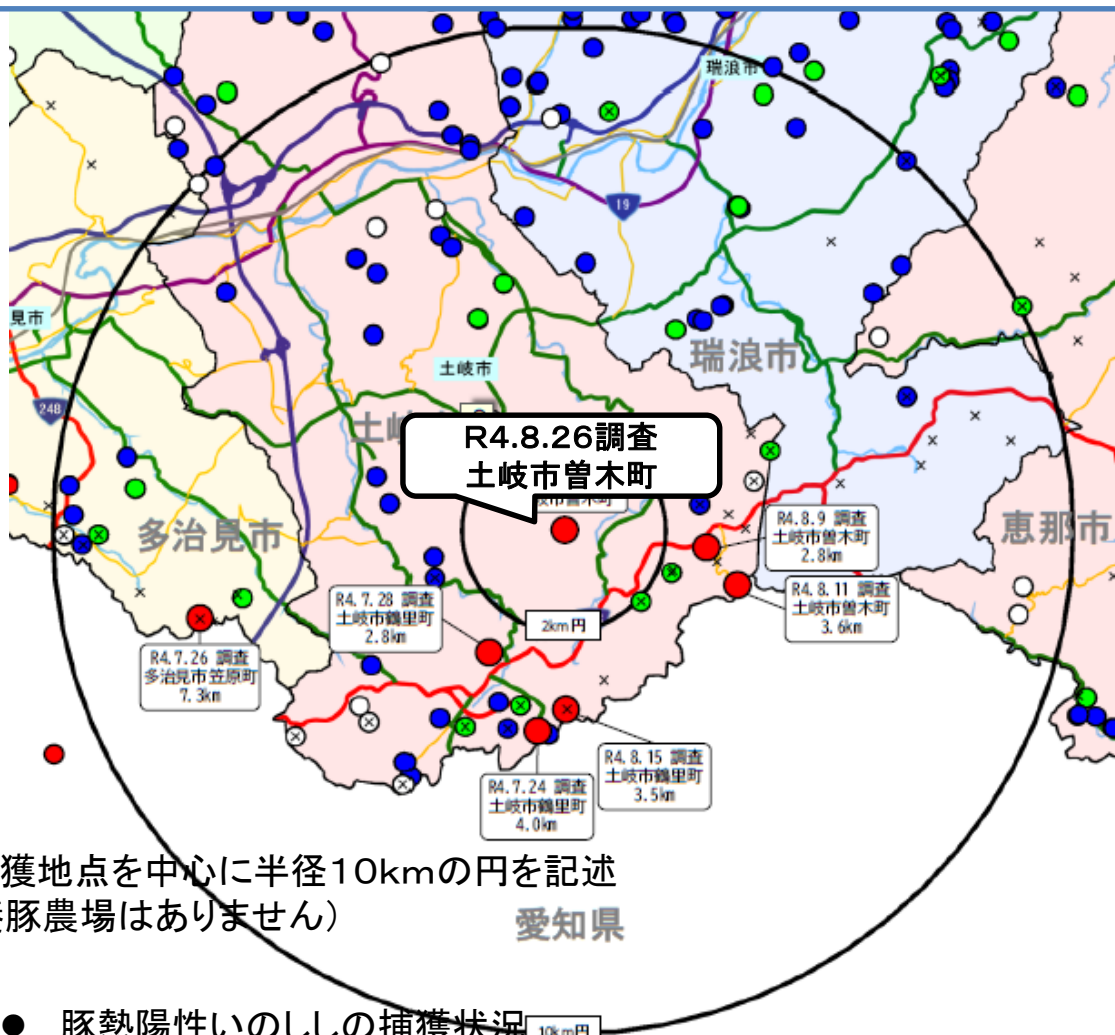 瑞浪市
19
見市
瑞浪市
土岐市
248
土岐
R4.8.26調査
土岐市曽木町
岐市曽木町
多治見市
恵那市
R4.8.9 調査
土岐市曽木町
2.8km
R4.8.11 調査
土岐市曽木町
3.6km
R4.7.28 調査
土岐市鶴里町
2.8km
2km円
R4.7.26 調査
多治見市笠原町
7.3km
R4.8.15 調査
土岐市鶴里町
3.5km
R4.7.24 調査
土岐市鶴里町
4.0km
獲地点を中心に半径10kmの円を記述
豚農場はありません）
愛知県
● 豚熱陽性いのししの捕獲状況
10km円